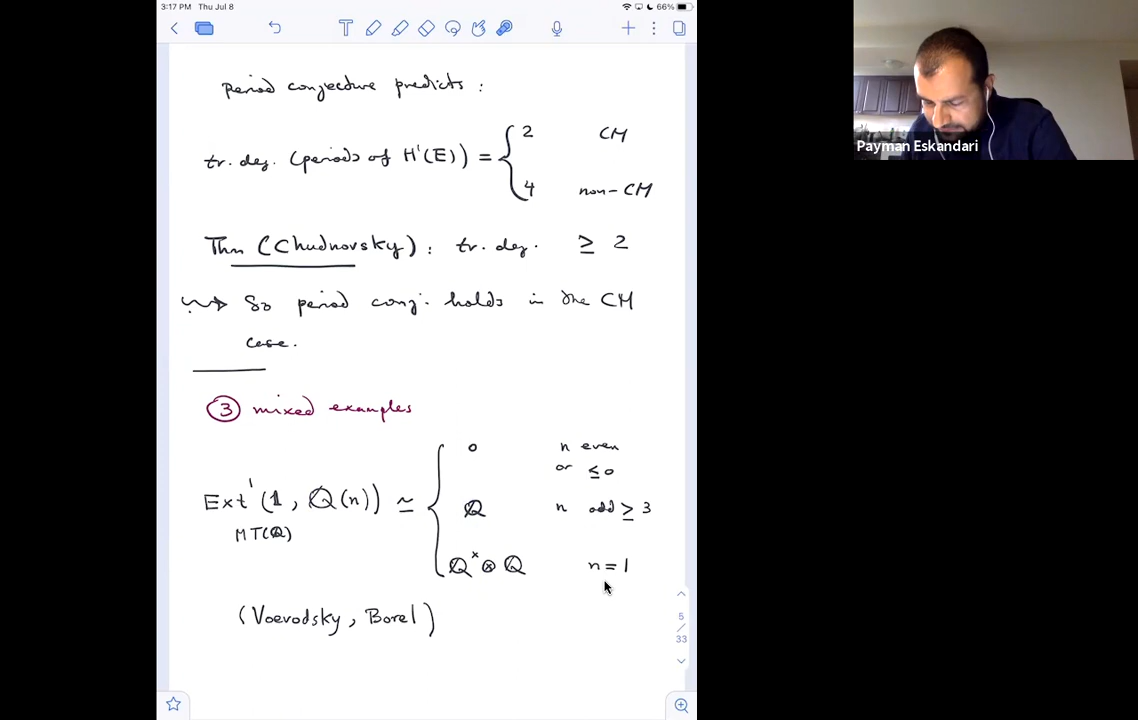 3:17 PM Thu Jul 8
66%
Period conjecture predicts :
tr. deg. (periods of H¹(E)) = { 2 CM
4 non-CM
Thm (Chudnovsky) : tr. deg. ≥ 2
So period conj. holds in the CM
case.
③ mixed examples
Ext¹ (𝟙, ℚ(n)) ≃ { 0 n even
or ≤ 0
ℚ n odd ≥ 3
ℚ^× ⊗ ℚ n = 1
MT(ℚ)
(Voevodsky, Borel)
5
/
33
Payman Eskandari